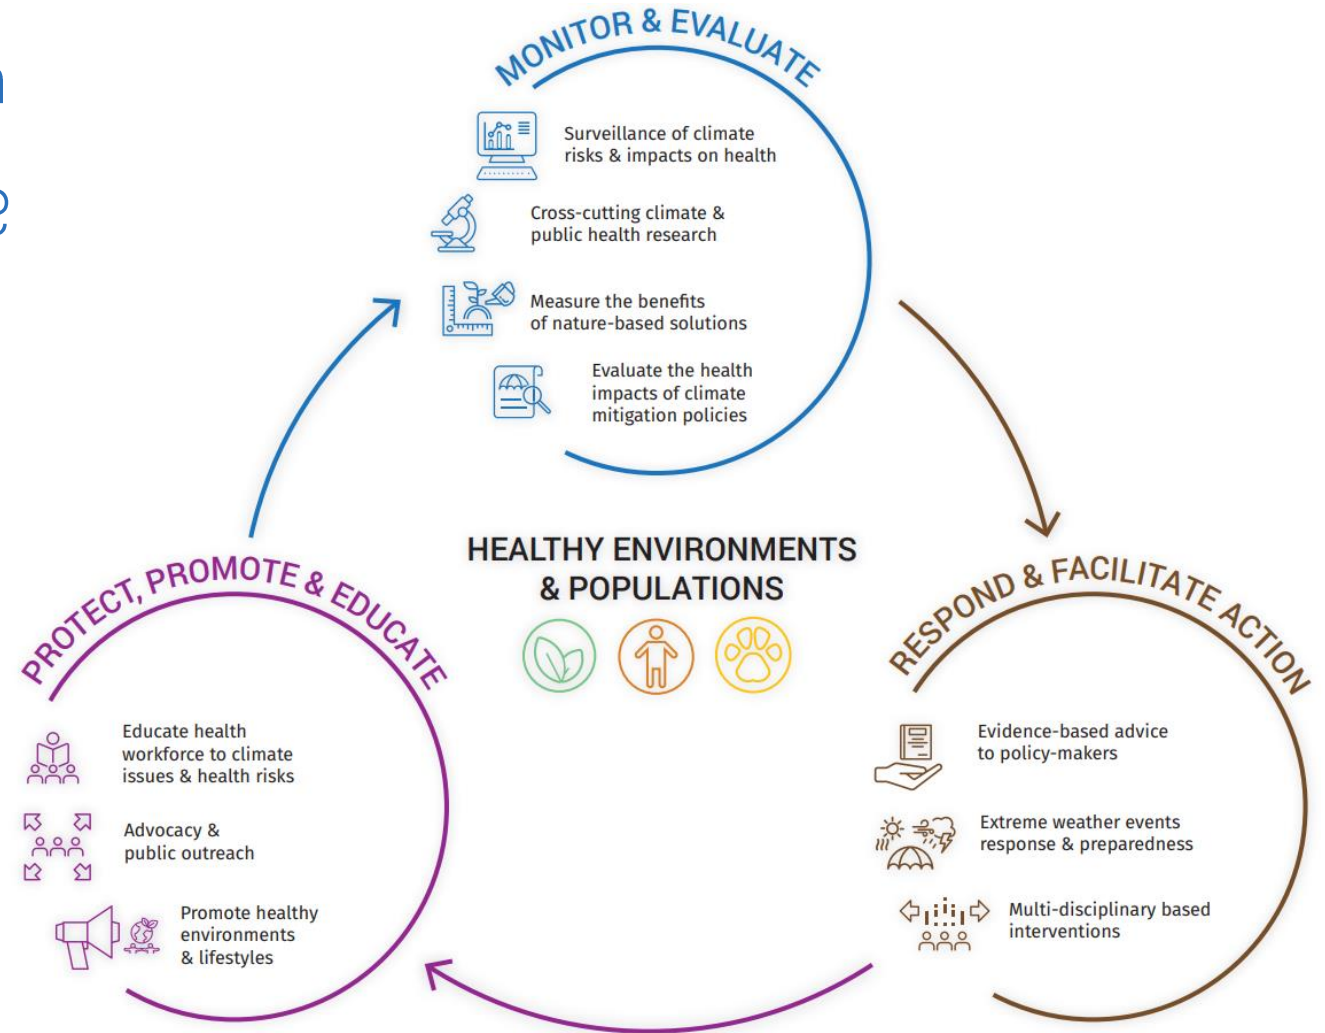 MONITOR & EVALUATE
Surveillance of climate
risks & impacts on health
Cross-cutting climate &
public health research
Measure the benefits
of nature-based solutions
Evaluate the health
impacts of climate
mitigation policies
HEALTHY ENVIRONMENTS
& POPULATIONS
PROTECT, PROMOTE & EDUCATE
Educate health
workforce to climate
issues & health risks
Advocacy &
public outreach
Promote healthy
environments
& lifestyles
RESPOND & FACILITATE ACTION
Evidence-based advice
to policy-makers
Extreme weather events
response & preparedness
Multi-disciplinary based
interventions